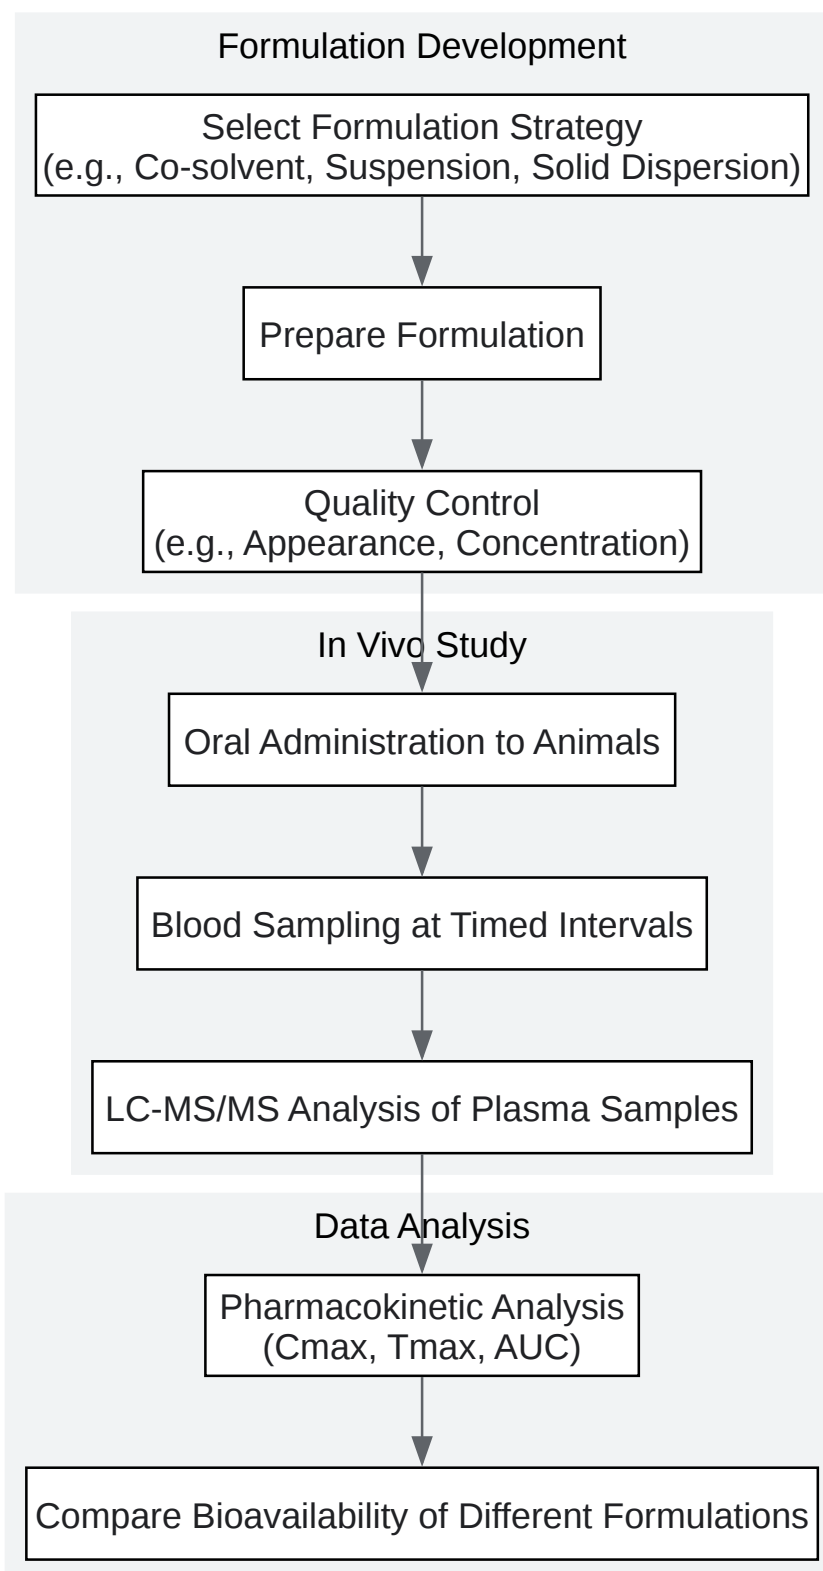 Formulation Development
Select Formulation Strategy
(e.g., Co-solvent, Suspension, Solid Dispersion)
Prepare Formulation
Quality Control
(e.g., Appearance, Concentration)
In Vivo Study
Oral Administration to Animals
Blood Sampling at Timed Intervals
LC-MS/MS Analysis of Plasma Samples
Data Analysis
Pharmacokinetic Analysis
(Cmax, Tmax, AUC)
Compare Bioavailability of Different Formulations